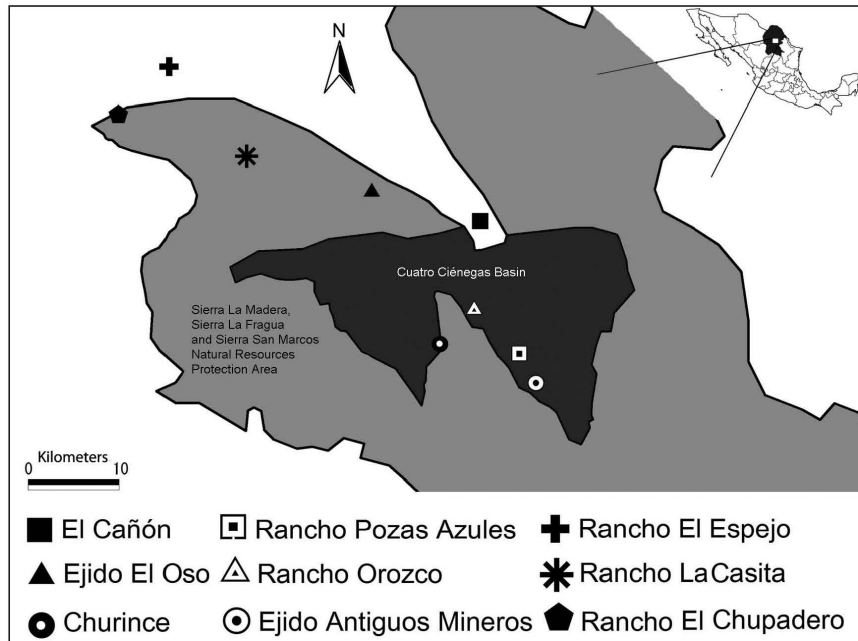 N
Cuatro Ciénegas Basin
Sierra La Madera,
Sierra La Fragua
and Sierra San Marcos
Natural Resources
Protection Area
Kilometers
0 10
El Cañón
Rancho Pozas Azules
Rancho El Espejo
Ejido El Oso
Rancho Orozco
Rancho La Casita
Churince
Ejido Antiguos Mineros
Rancho El Chupadero